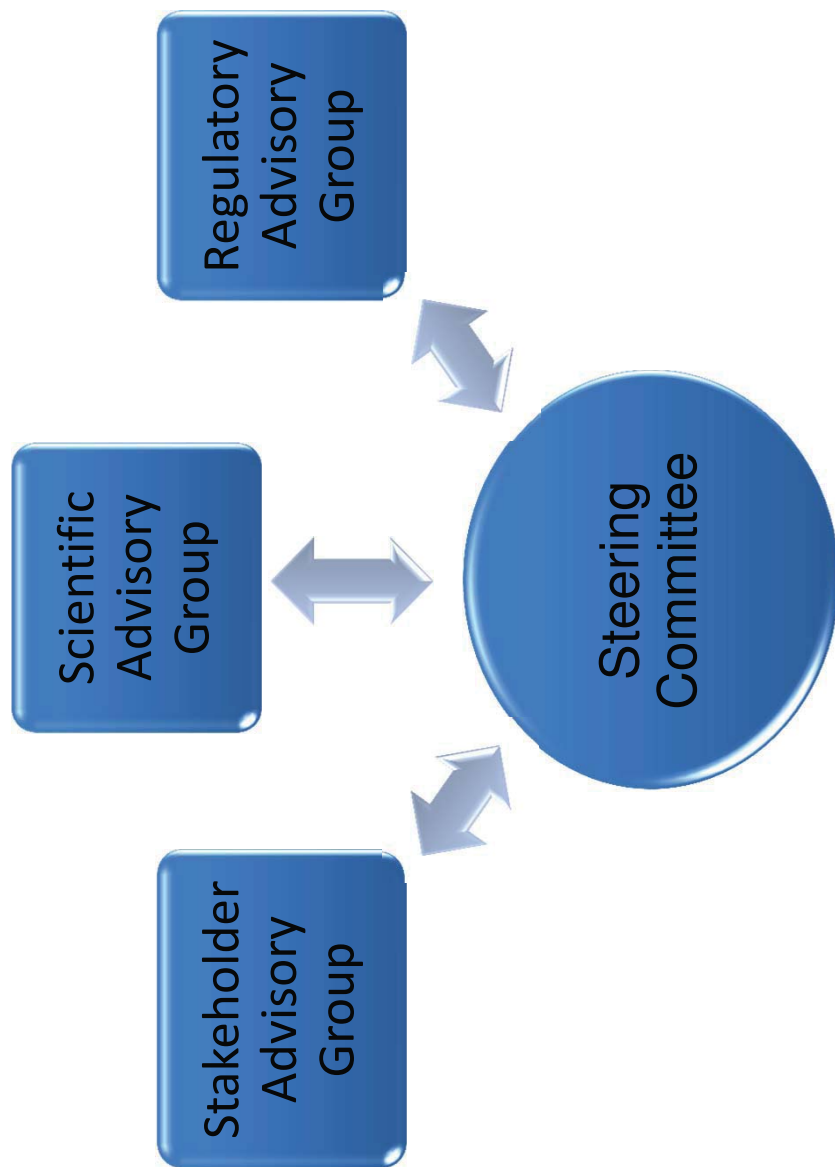 Scientific
Advisory
Group
Stakeholder
Advisory
Group
Regulatory
Advisory
Group
Steering
Committee